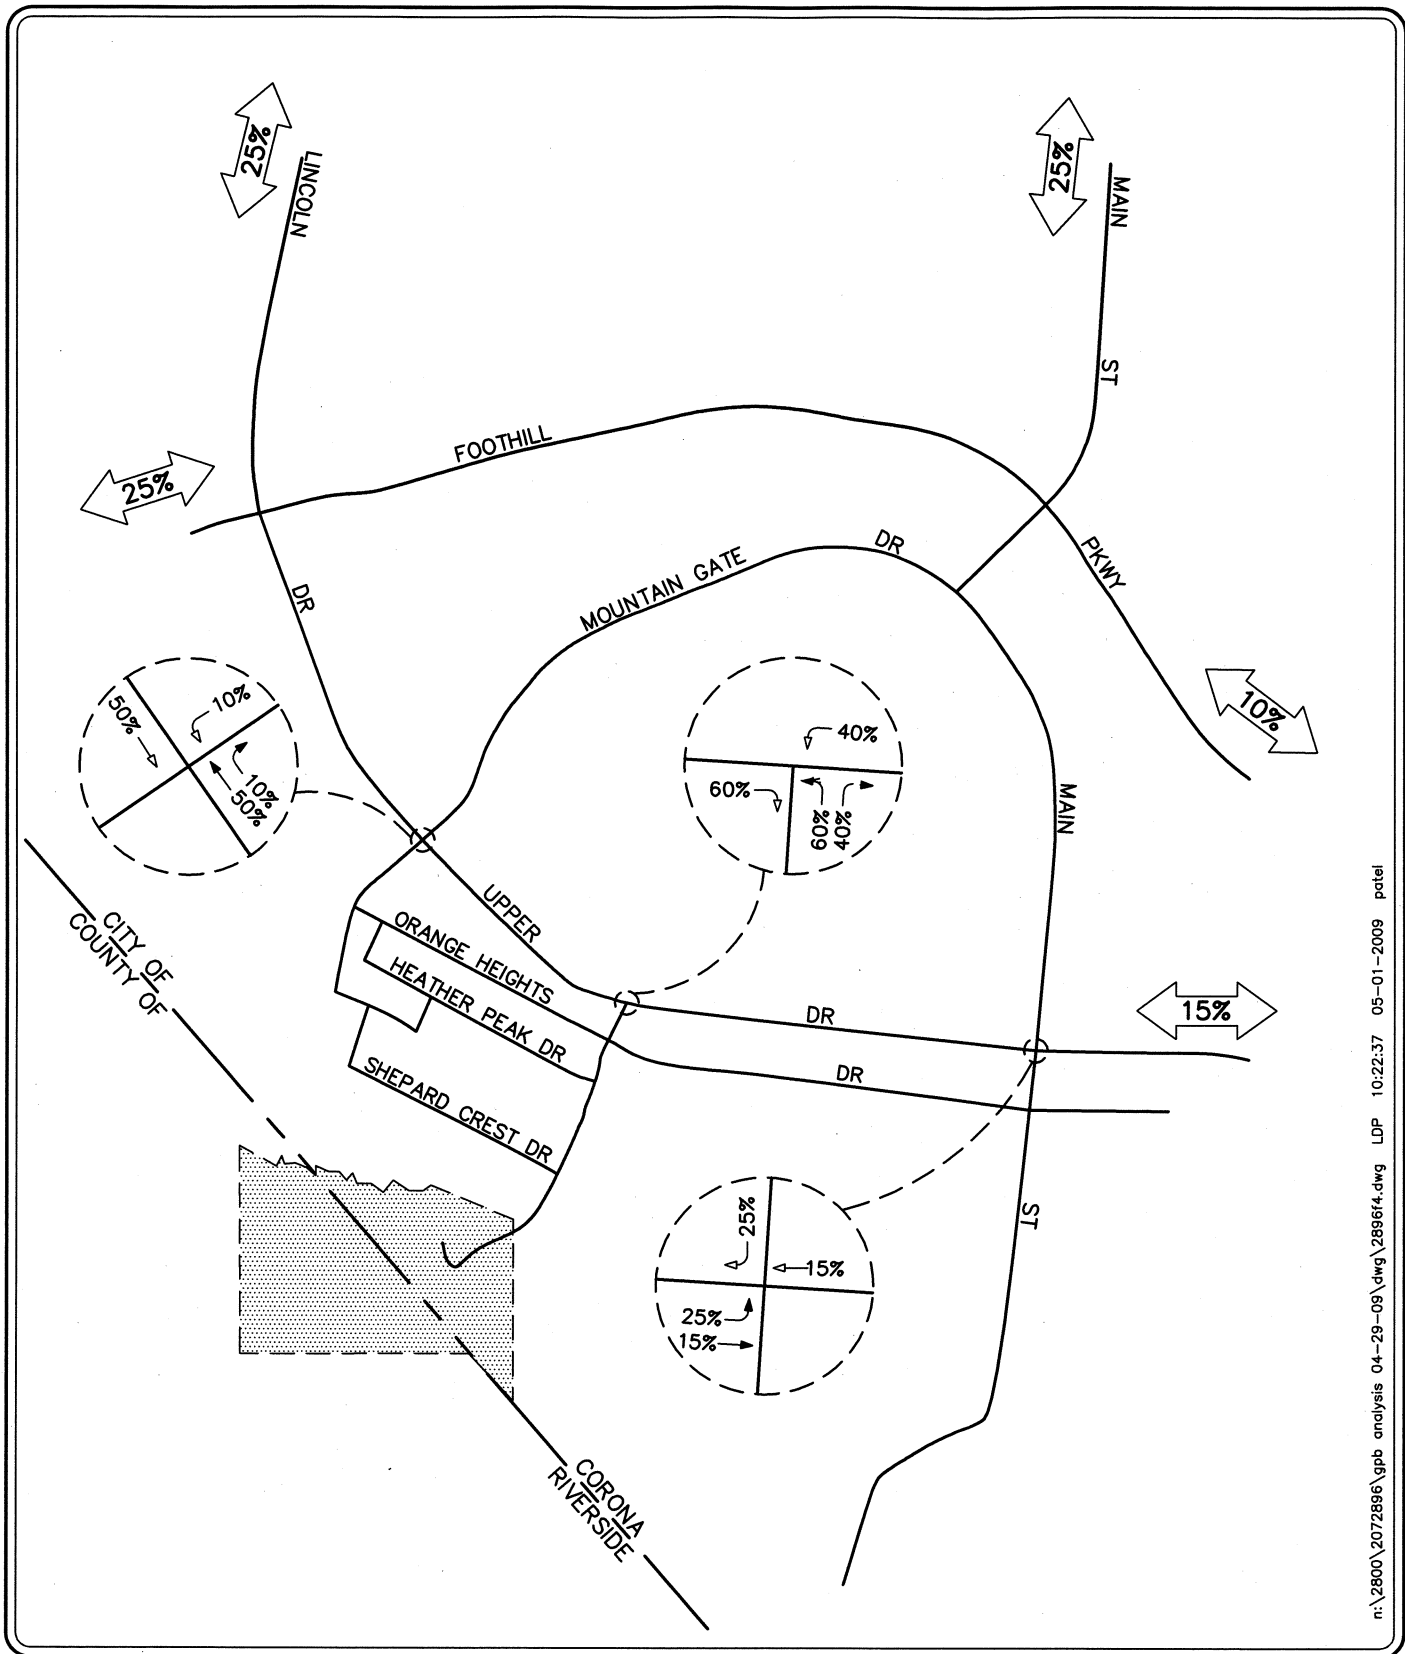 25%
LINCOLN
25%
MAIN
ST
FOOTHILL
25%
DR
PKWY
MOUNTAIN GATE
DR
DR
50%
10%
10%
50%
40%
60%
60%
40%
10%
MAIN
UPPER
ORANGE HEIGHTS
HEATHER PEAK DR
SHEPARD CREST DR
DR
DR
15%
CITY OF
COUNTY OF
ST
25%
15%
25%
15%
CORONA
RIVERSIDE
n:\2800\2072896\gpb analysis 04-29-09\dwg\2896f4.dwg LDP 10:22:37 05-01-2009 patel